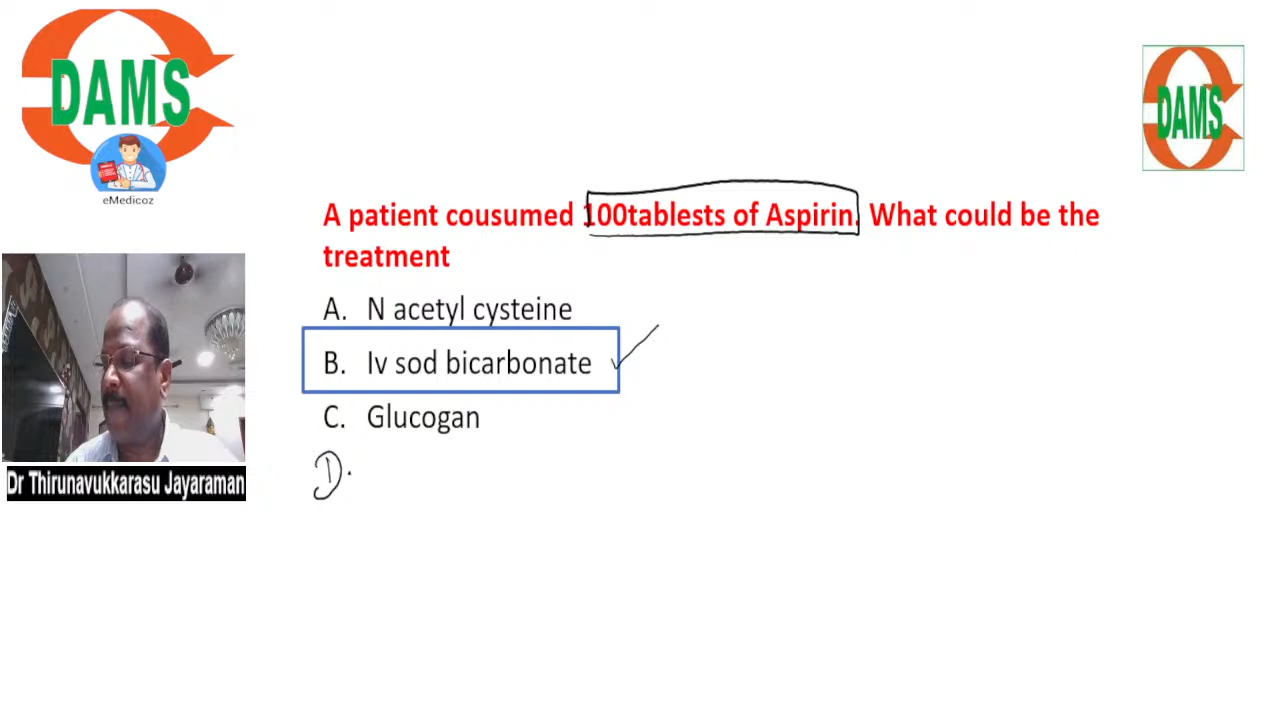 DAMS
eMedicoz
DAMS
A patient cousumed 100tablests of Aspirin. What could be the
treatment
A. N acetyl cysteine
B. Iv sod bicarbonate
C. Glucogan
D.
Dr Thirunavukkarasu Jayaraman